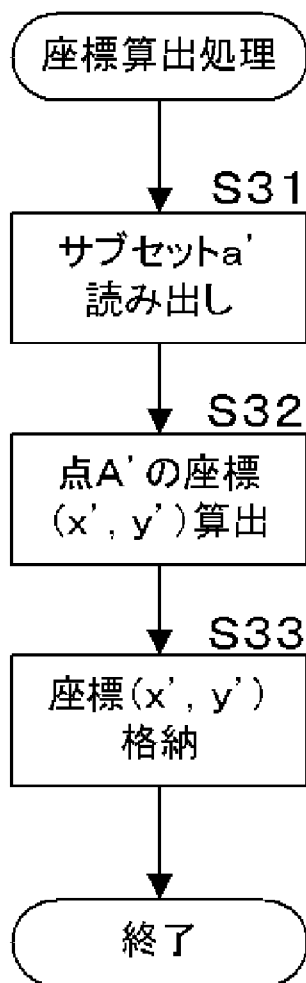 座標算出処理
S31
サブセットa'
読み出し
S32
点A'の座標
(x', y')算出
S33
座標(x', y')
格納
終了